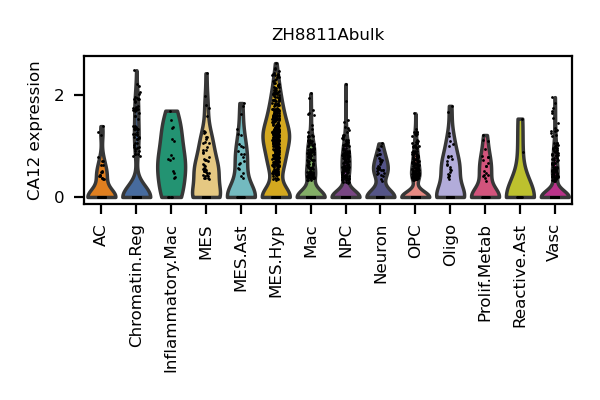 ZH8811Abulk
CA12 expression
2
0
AC
Chromatin.Reg
Inflammatory.Mac
MES
MES.Ast
MES.Hyp
Mac
NPC
Neuron
OPC
Oligo
Prolif.Metab
Reactive.Ast
Vasc